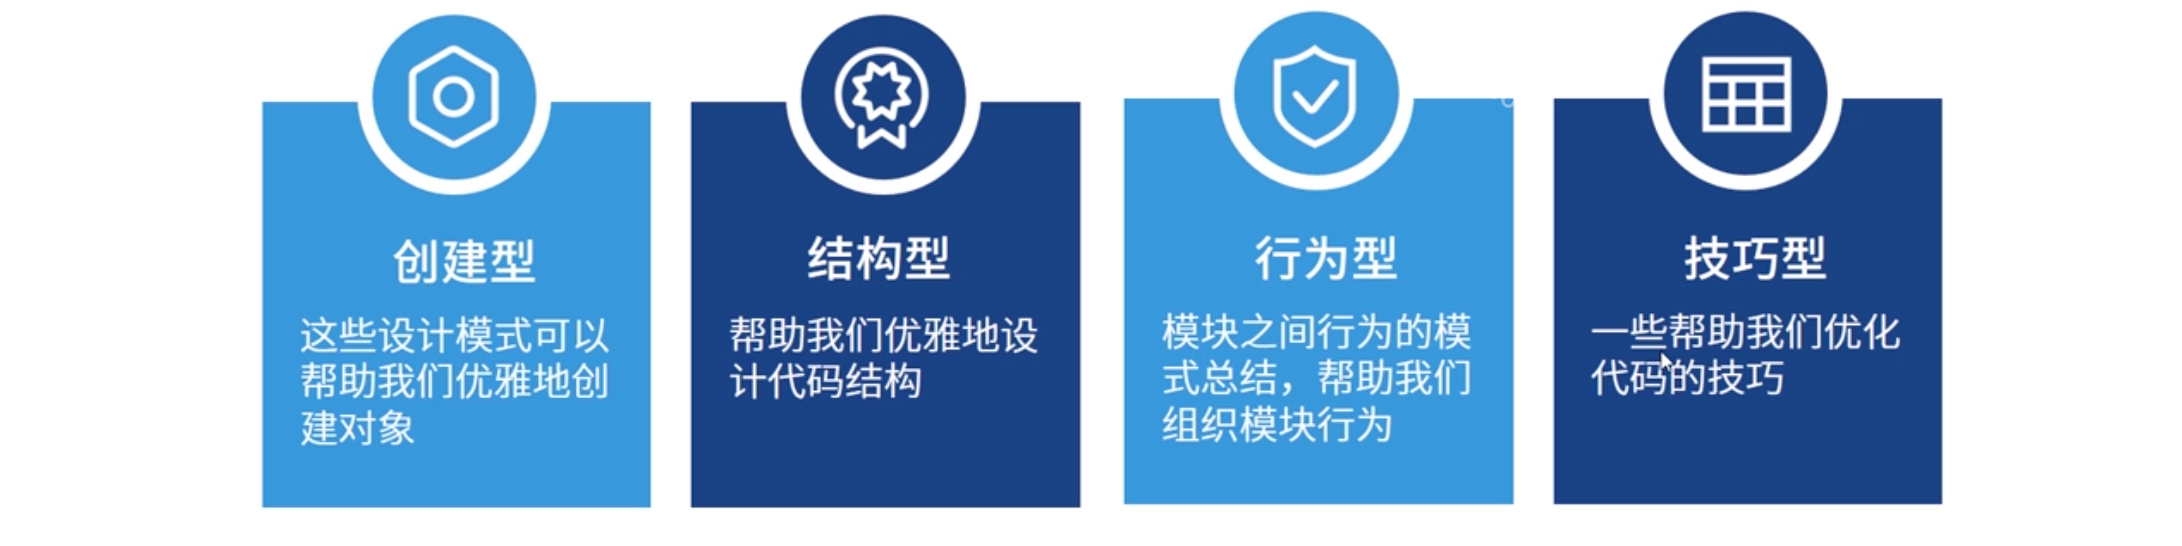 创建型
这些设计模式可以
帮助我们优雅地创
建对象
结构型
帮助我们优雅地设
计代码结构
行为型
模块之间行为的模
式总结，帮助我们
组织模块行为
技巧型
一些帮助我们优化
代码的技巧